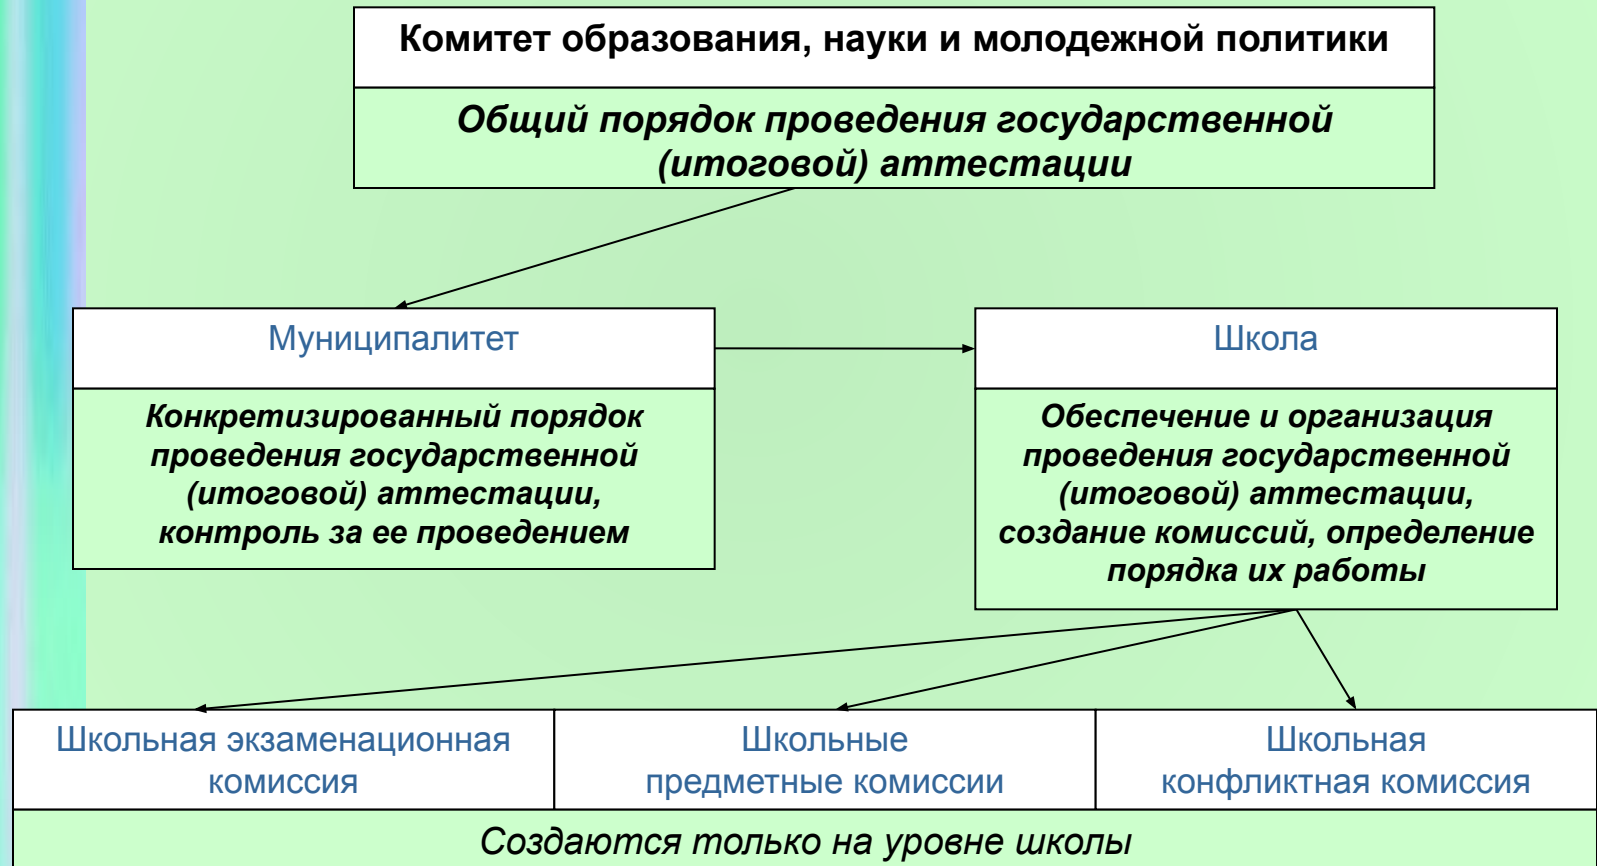 Комитет образования, науки и молодежной политики
Общий порядок проведения государственной
(итоговой) аттестации
Муниципалитет
Конкретизированный порядок
проведения государственной
(итоговой) аттестации,
контроль за ее проведением
Школа
Обеспечение и организация
проведения государственной
(итоговой) аттестации,
создание комиссий, определение
порядка их работы
Школьная экзаменационная
комиссия
Школьные
предметные комиссии
Школьная
конфликтная комиссия
Создаются только на уровне школы